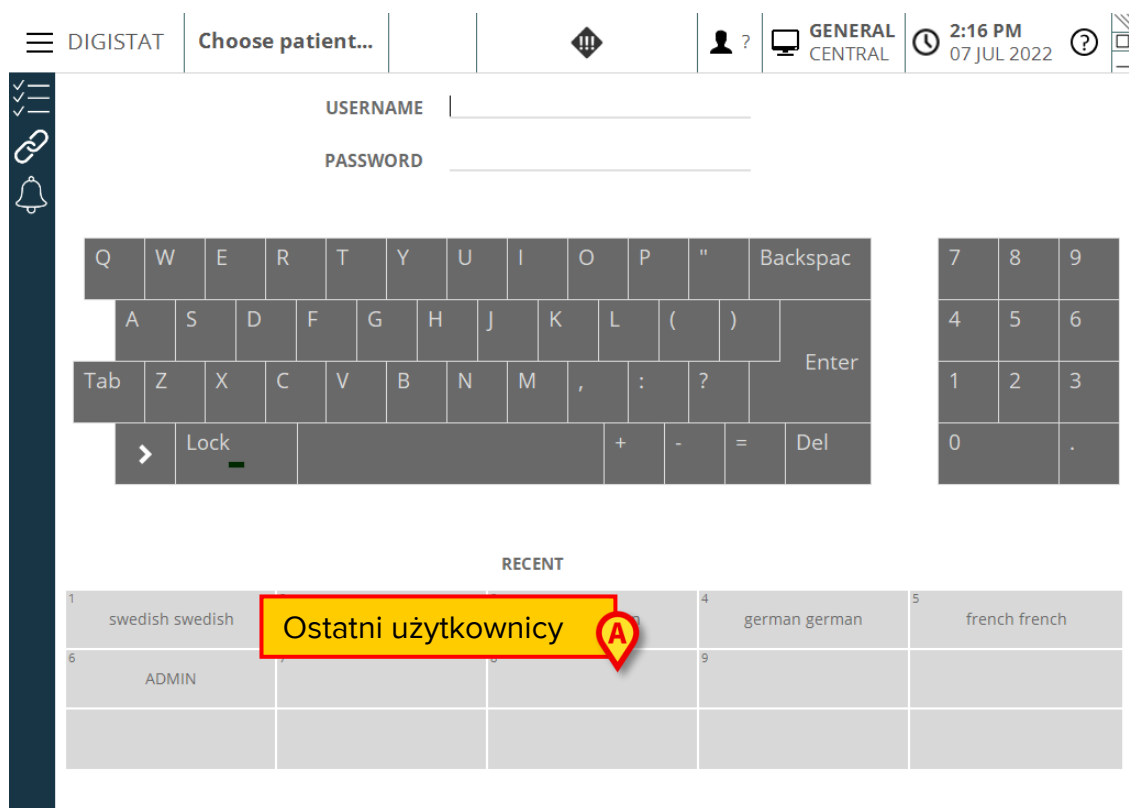 DIGISTAT Choose patient... ? GENERAL CENTRAL 2:16 PM 07 JUL 2022 ?
USERNAME
PASSWORD
Q W E R T Y U I O P " Backspac 7 8 9
A S D F G H J K L ( ) Enter 4 5 6
Tab Z X C V B N M , : ? 1 2 3
Lock + - = Del 0 .
RECENT
1 swedish swedish 4 german german 5 french french
Ostatni użytkownicy A
6 ADMIN 9